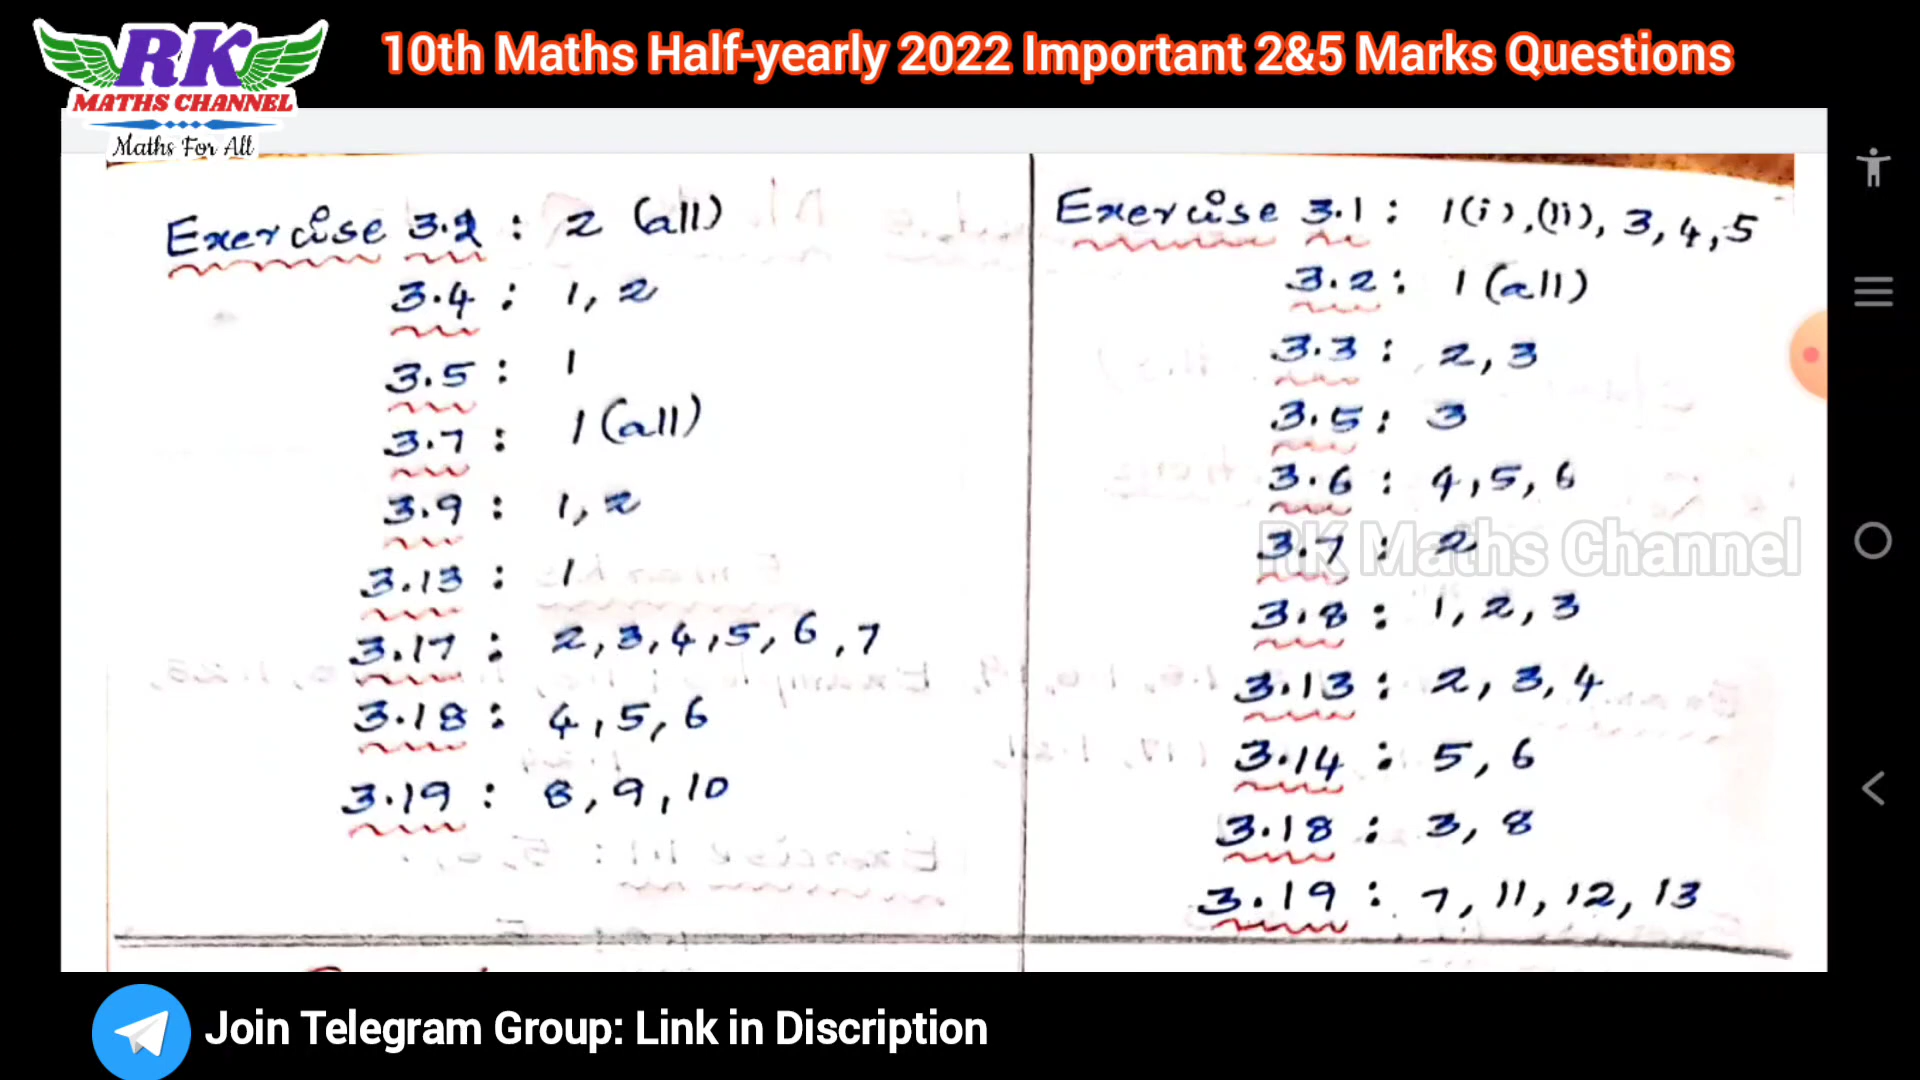 RK
MATHS CHANNEL
Maths For All
10th Maths Half-yearly 2022 Important 2&5 Marks Questions
Exercise 3.2 : 2 (all)
3.4 : 1, 2
3.5 : 1
3.7 : 1 (all)
3.9 : 1, 2
3.13 : 1
3.17 : 2, 3, 4, 5, 6, 7
3.18 : 4, 5, 6
3.19 : 8, 9, 10
Exercise 3.1 : 1(i), (ii), 3, 4, 5
3.2 : 1 (all)
3.3 : 2, 3
3.5 : 3
3.6 : 4, 5, 6
3.7 : 2
RK Maths Channel
3.8 : 1, 2, 3
3.13 : 2, 3, 4
3.14 : 5, 6
3.18 : 3, 8
3.19 : 7, 11, 12, 13
Join Telegram Group: Link in Discription